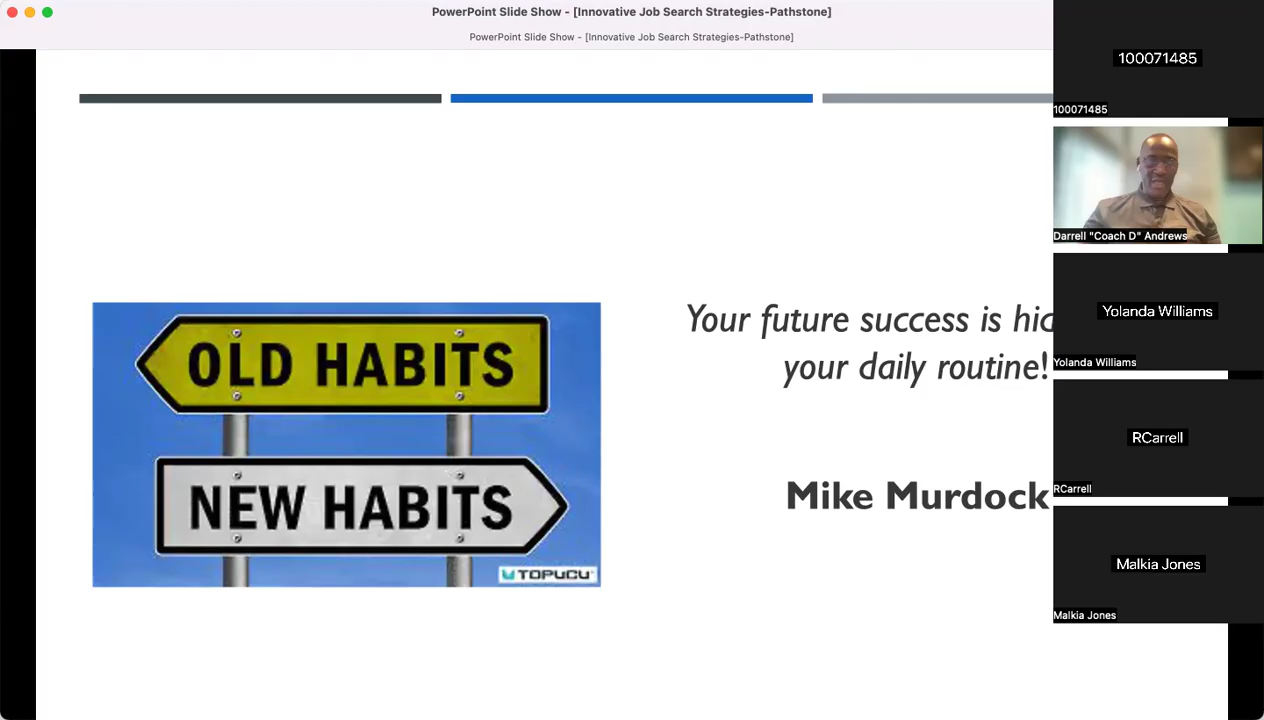 PowerPoint Slide Show - [Innovative Job Search Strategies-Pathstone]
PowerPoint Slide Show - [Innovative Job Search Strategies-Pathstone]
OLD HABITS
NEW HABITS
TOPUCU
Your future success is hid
your daily routine!
Mike Murdock
100071485
100071485
Darrell "Coach D" Andrews
Yolanda Williams
Yolanda Williams
RCarrell
RCarrell
Malkia Jones
Malkia Jones